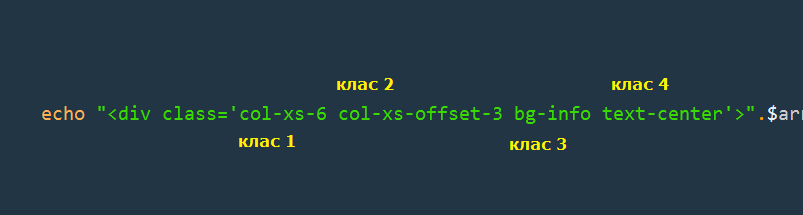 клас 2 клас 4
echo "<div class='col-xs-6 col-xs-offset-3 bg-info text-center'>".$arr
клас 1 клас 3